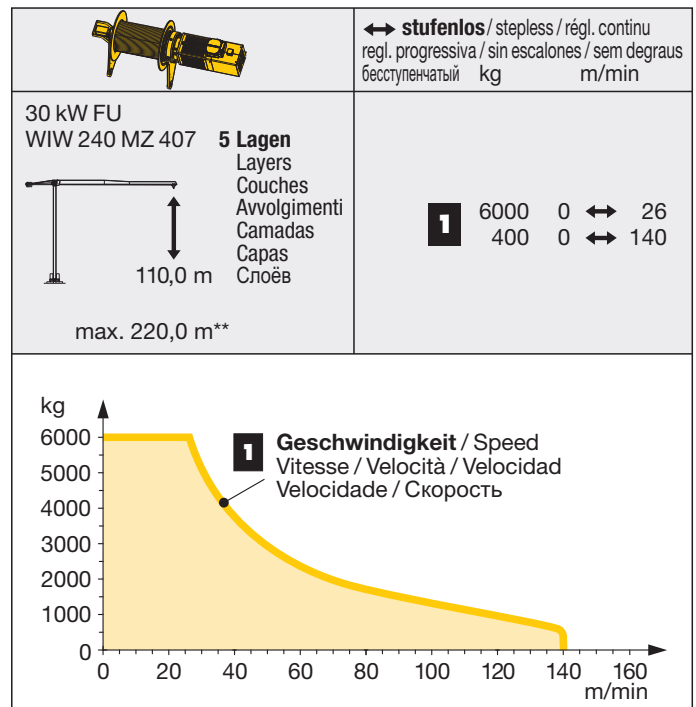 ↔ stufenlos / stepless / régl. continu
regl. progressiva / sin escalones / sem degraus
бесступенчатый kg m/min
30 kW FU
WIW 240 MZ 407 5 Lagen
Layers
Couches
Avvolgimenti
Camadas
Capas
110,0 m Слоёв
max. 220,0 m**
1 6000 0 ↔ 26
400 0 ↔ 140
kg
6000
5000
4000
3000
2000
1000
0
1 Geschwindigkeit / Speed
Vitesse / Velocità / Velocidad
Velocidade / Скорость
0 20 40 60 80 100 120 140 160
m/min